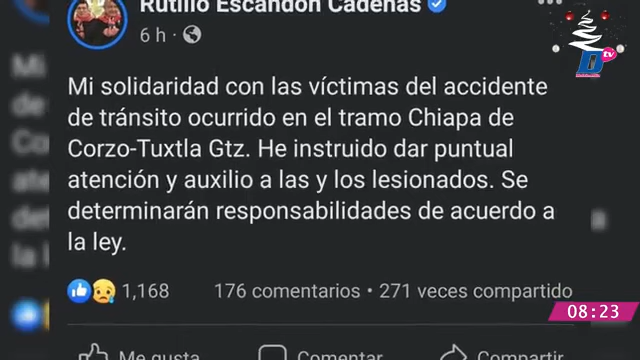 Rutilio Escandón Cadenas
6 h ·
Mi solidaridad con las víctimas del accidente
de tránsito ocurrido en el tramo Chiapa de
Corzo-Tuxtla Gtz. He instruido dar puntual
atención y auxilio a las y los lesionados. Se
determinarán responsabilidades de acuerdo a
la ley.
1,168 176 comentarios • 271 veces compartido
Me gusta Comentar Compartir
D tv
08:23